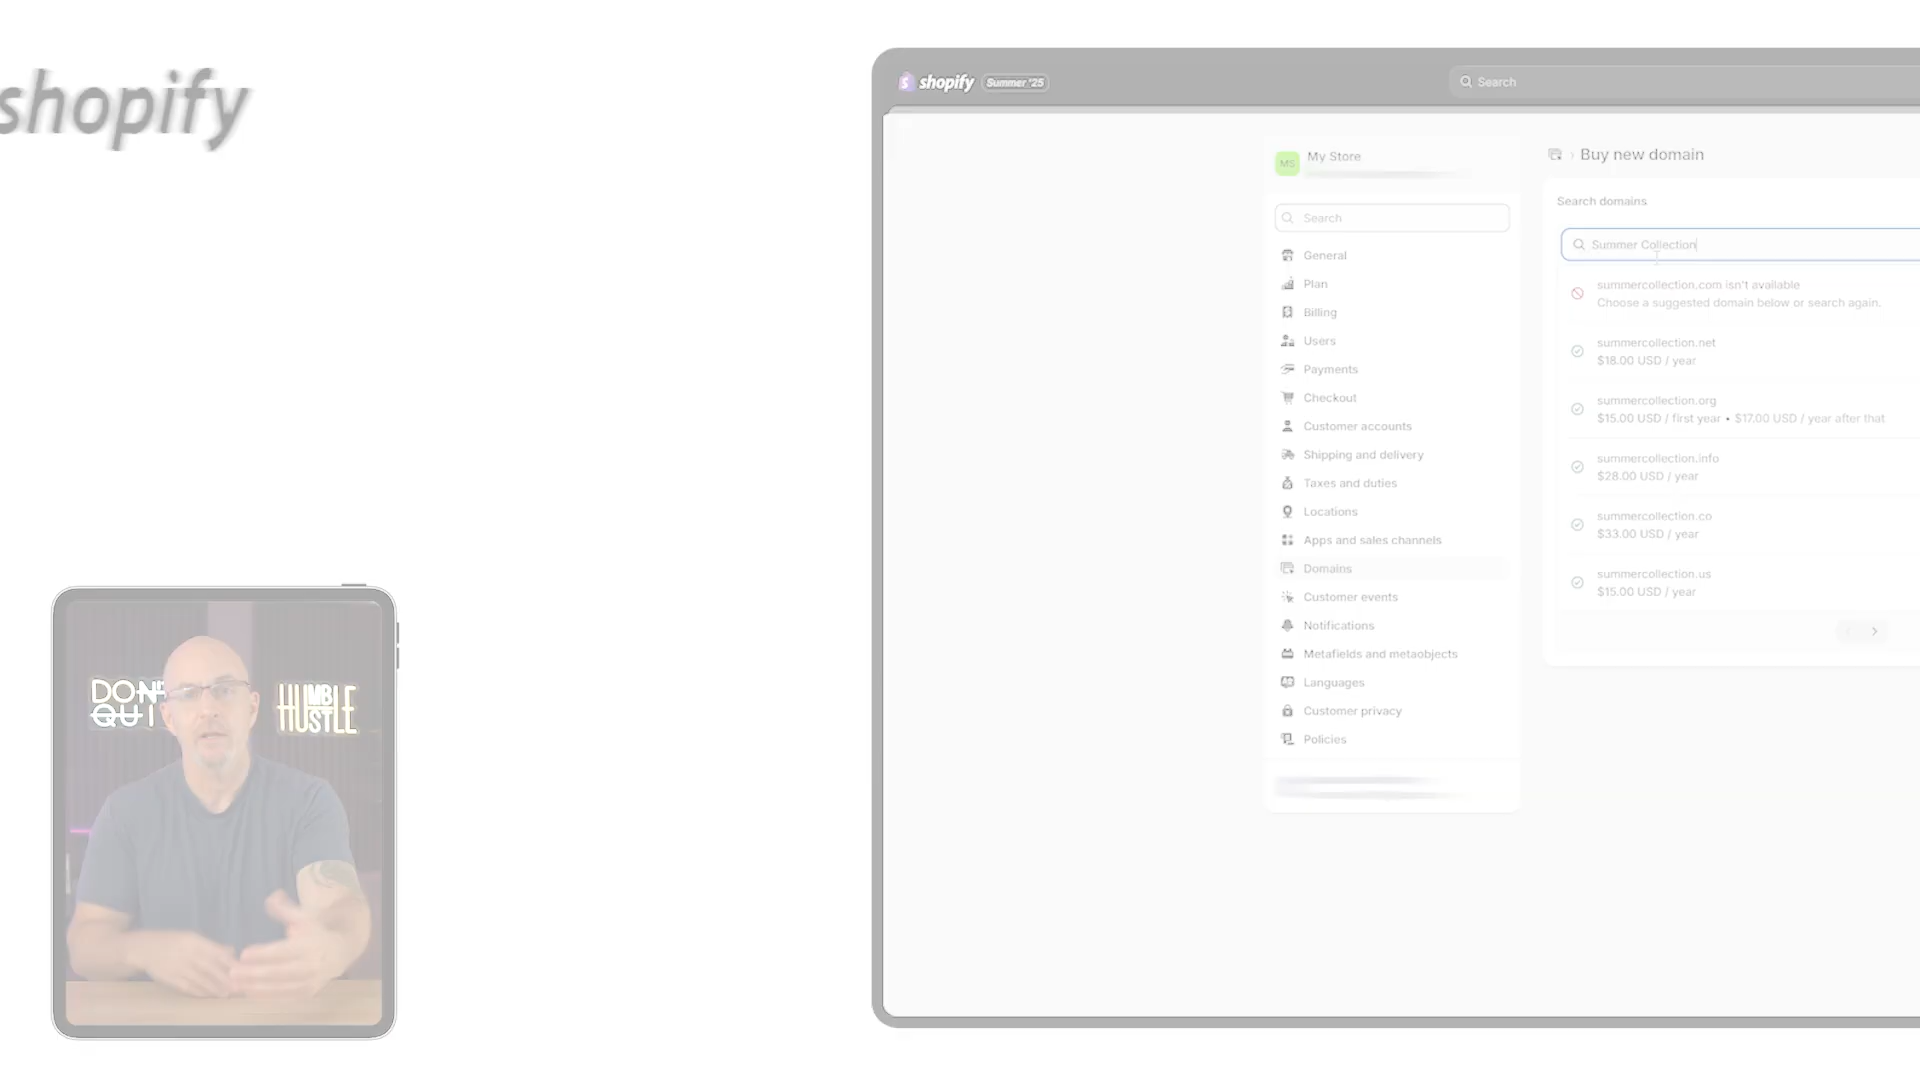 shopify
shopify Summer '25
Search
MS
My Store
Search
General
Plan
Billing
Users
Payments
Checkout
Customer accounts
Shipping and delivery
Taxes and duties
Locations
Apps and sales channels
Domains
Customer events
Notifications
Metafields and metaobjects
Languages
Customer privacy
Policies
Buy new domain
Search domains
Summer Collection
summercollection.com isn't available
Choose a suggested domain below or search again.
summercollection.net
$18.00 USD / year
summercollection.org
$15.00 USD / first year • $17.00 USD / year after that
summercollection.info
$28.00 USD / year
summercollection.co
$33.00 USD / year
summercollection.us
$15.00 USD / year
DON'
QUI
HUMBLE
HUSTLE